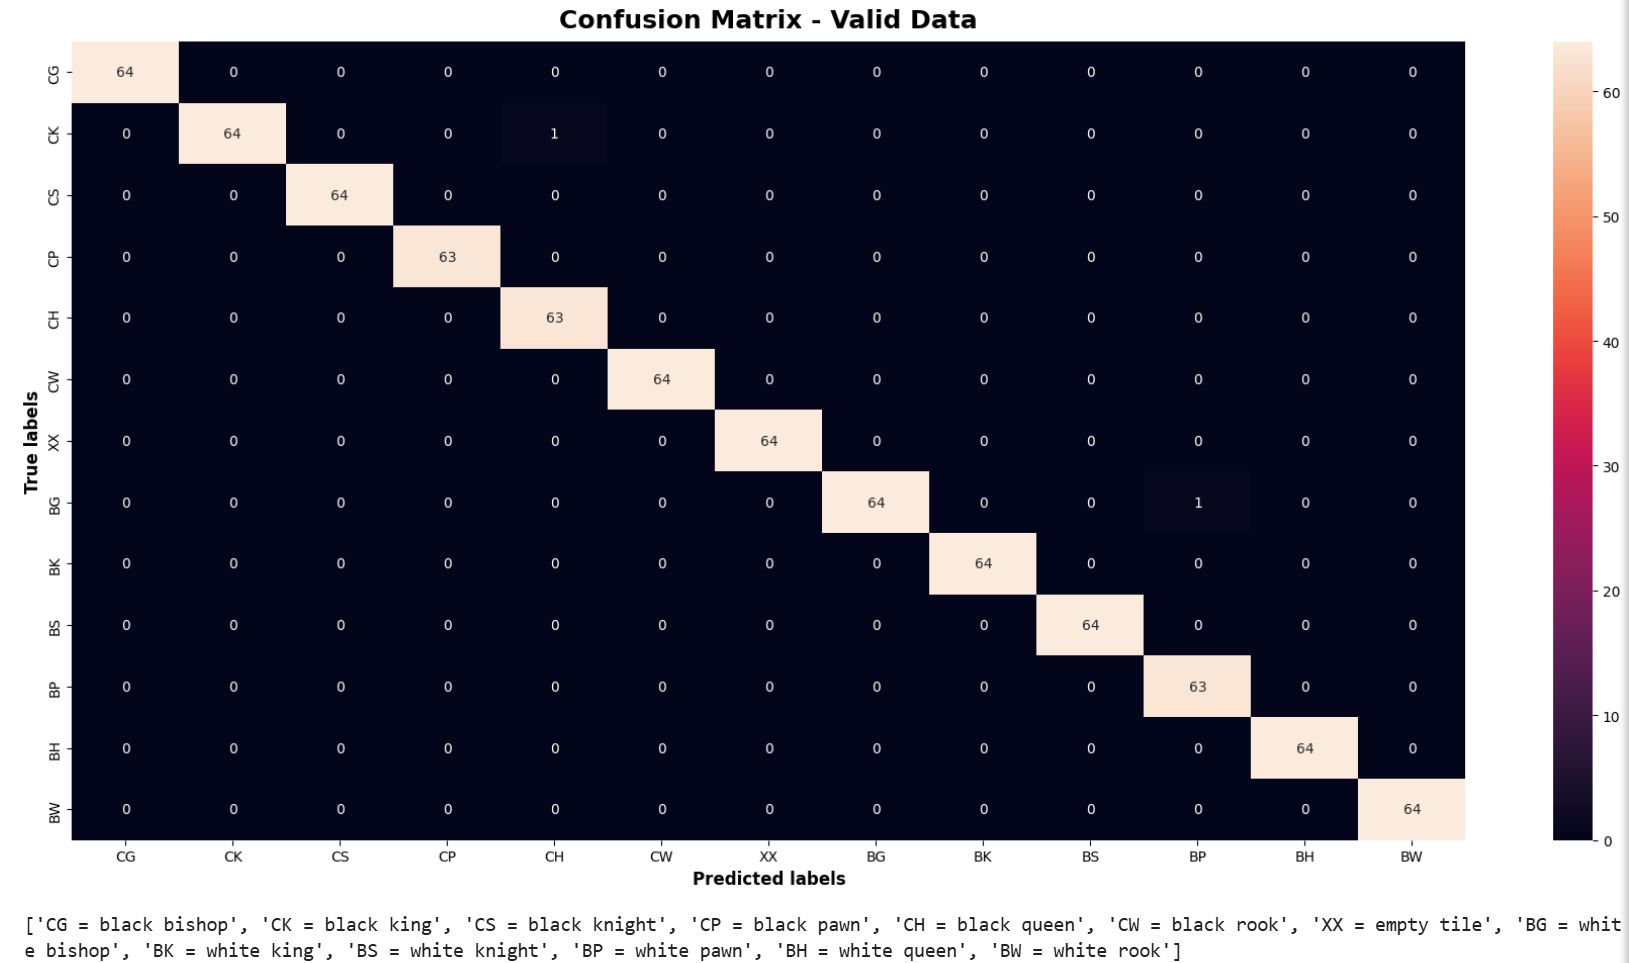 Confusion Matrix - Valid Data
CG 64 0 0 0 0 0 0 0 0 0 0 0 0
CK 0 64 0 0 1 0 0 0 0 0 0 0 0
CS 0 0 64 0 0 0 0 0 0 0 0 0 0
CP 0 0 0 63 0 0 0 0 0 0 0 0 0
CH 0 0 0 0 63 0 0 0 0 0 0 0 0
CW 0 0 0 0 0 64 0 0 0 0 0 0 0
XX 0 0 0 0 0 0 64 0 0 0 0 0 0
BG 0 0 0 0 0 0 0 64 0 0 1 0 0
BK 0 0 0 0 0 0 0 0 64 0 0 0 0
BS 0 0 0 0 0 0 0 0 0 64 0 0 0
BP 0 0 0 0 0 0 0 0 0 0 63 0 0
BH 0 0 0 0 0 0 0 0 0 0 0 64 0
BW 0 0 0 0 0 0 0 0 0 0 0 0 64
True labels
CG CK CS CP CH CW XX BG BK BS BP BH BW
Predicted labels
60
50
40
30
20
10
0
['CG = black bishop', 'CK = black king', 'CS = black knight', 'CP = black pawn', 'CH = black queen', 'CW = black rook', 'XX = empty tile', 'BG = whit
e bishop', 'BK = white king', 'BS = white knight', 'BP = white pawn', 'BH = white queen', 'BW = white rook']